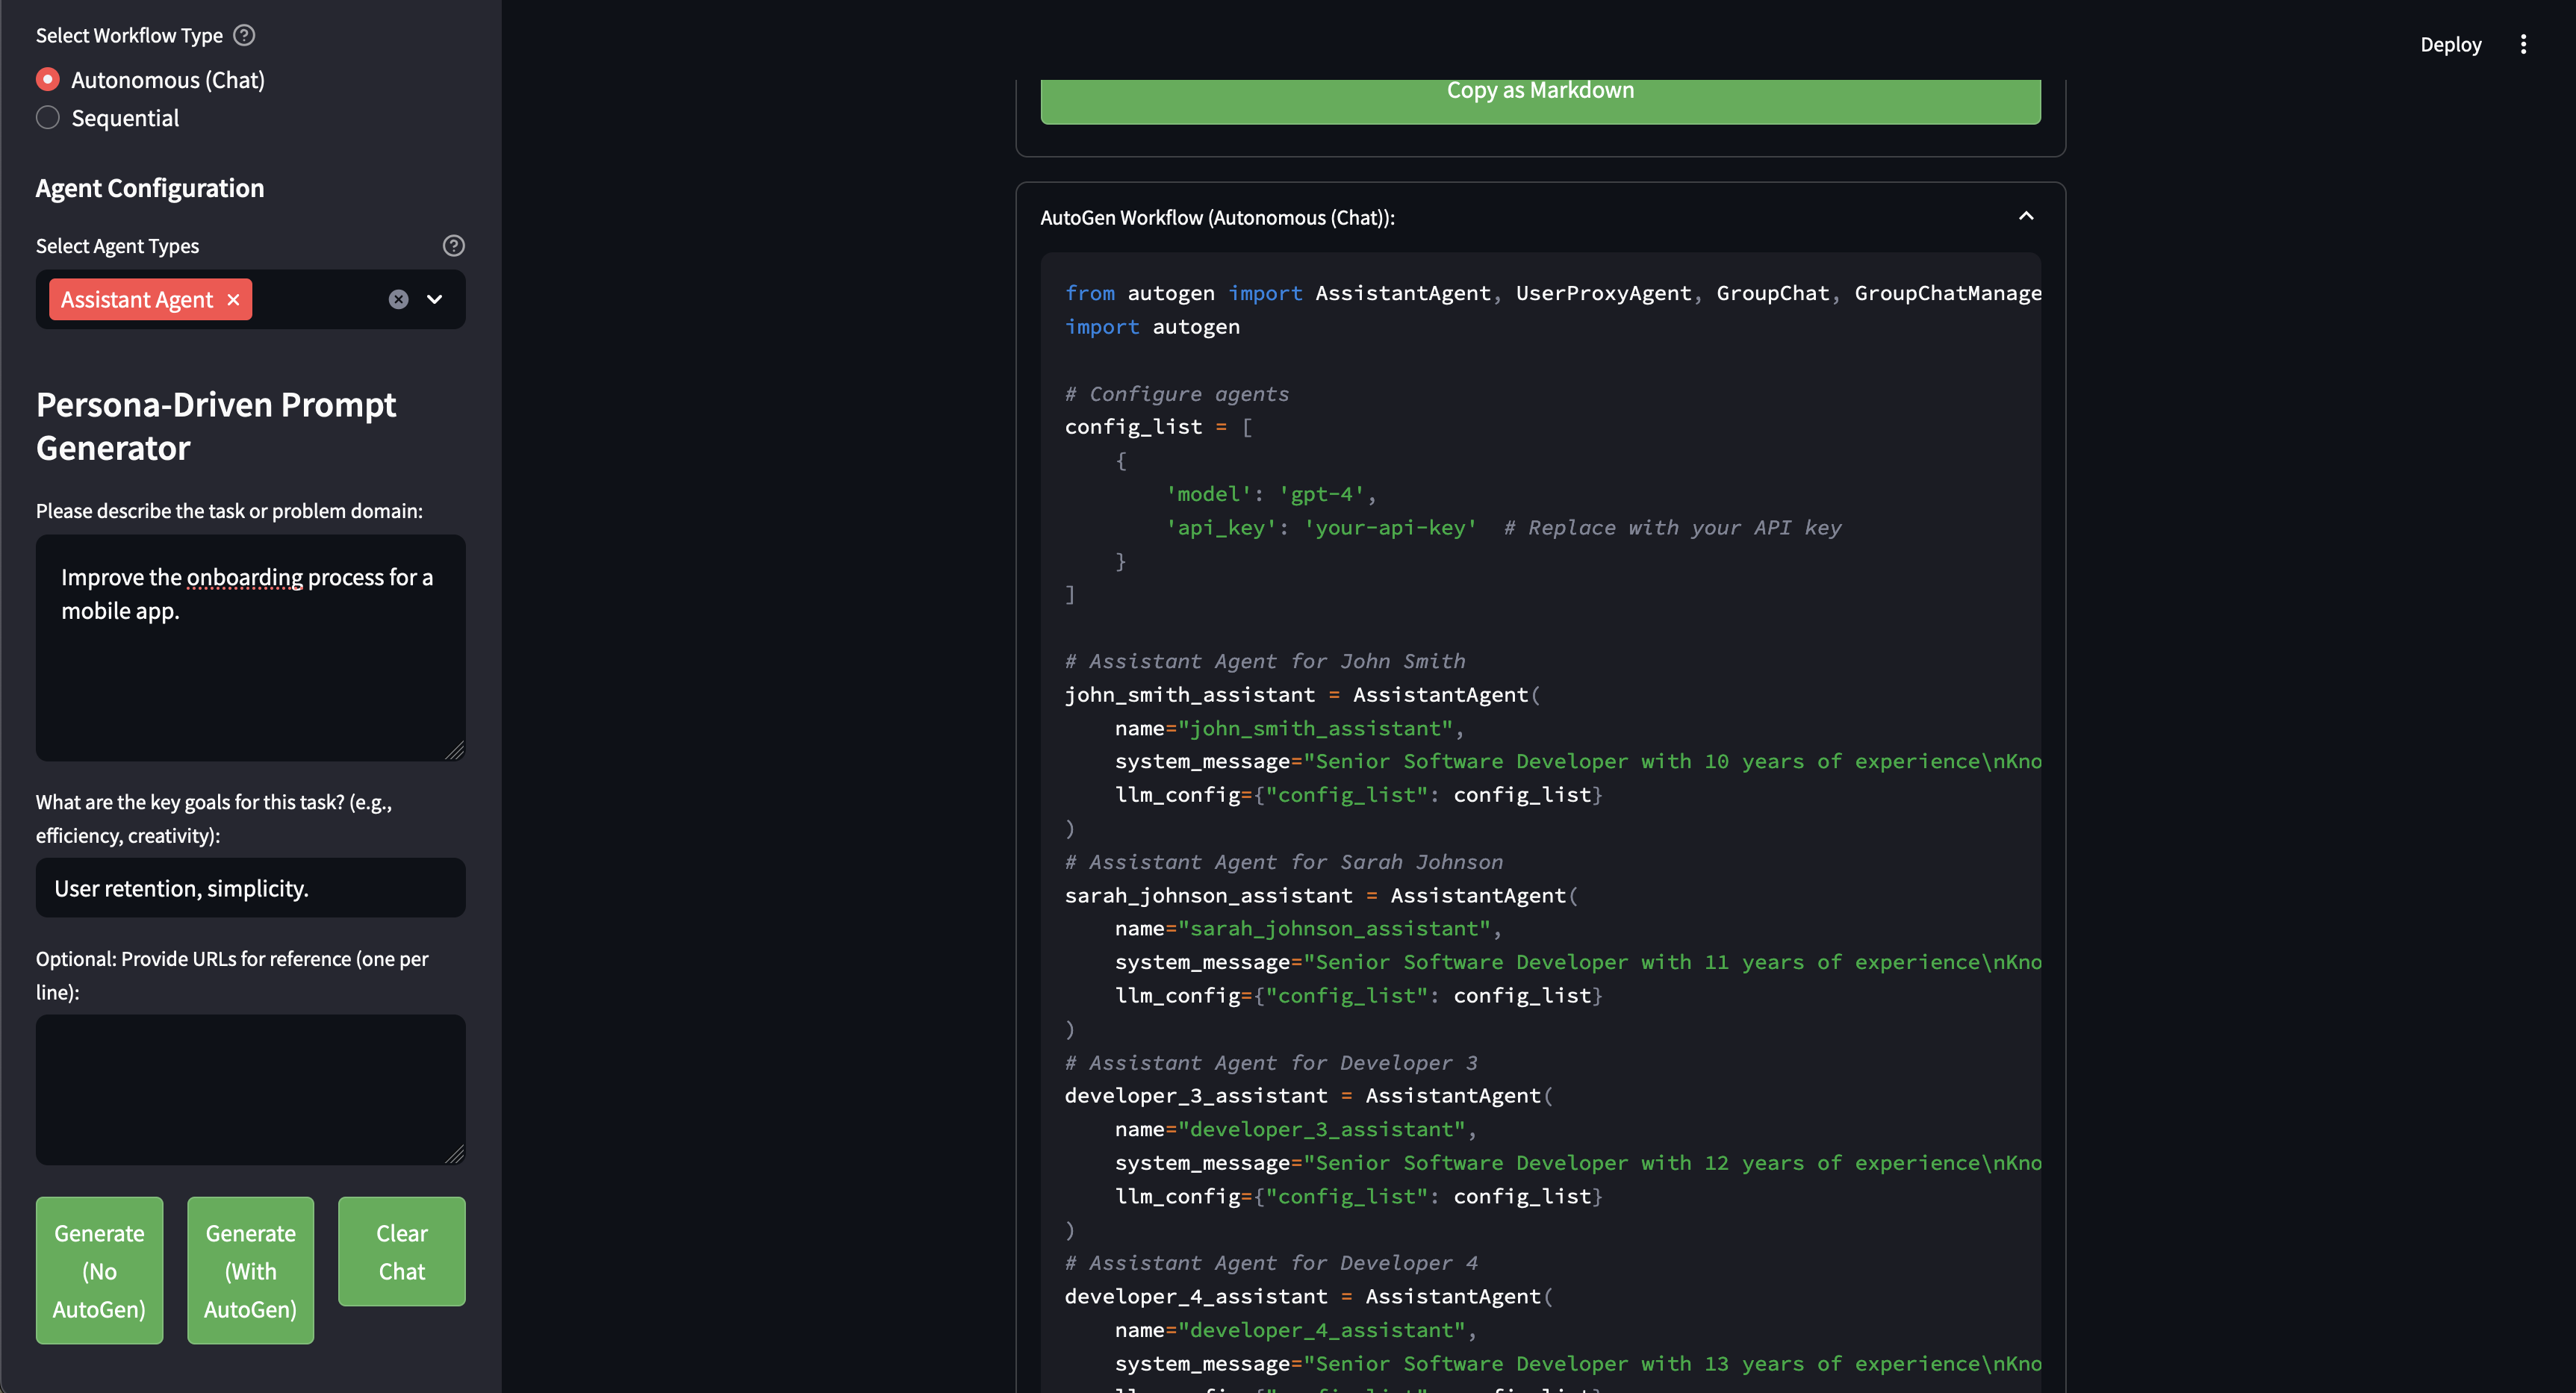 Select Workflow Type
Autonomous (Chat)
Sequential
Agent Configuration
Select Agent Types
Assistant Agent
Persona-Driven Prompt
Generator
Please describe the task or problem domain:
Improve the onboarding process for a
mobile app.
What are the key goals for this task? (e.g.,
efficiency, creativity):
User retention, simplicity.
Optional: Provide URLs for reference (one per
line):
Generate
(No
AutoGen)
Generate
(With
AutoGen)
Clear
Chat
Deploy
Copy as Markdown
AutoGen Workflow (Autonomous (Chat)):
from autogen import AssistantAgent, UserProxyAgent, GroupChat, GroupChatManage
import autogen
# Configure agents
config_list = [
{
'model': 'gpt-4',
'api_key': 'your-api-key' # Replace with your API key
}
]
# Assistant Agent for John Smith
john_smith_assistant = AssistantAgent(
name="john_smith_assistant",
system_message="Senior Software Developer with 10 years of experience\nKno
llm_config={"config_list": config_list}
)
# Assistant Agent for Sarah Johnson
sarah_johnson_assistant = AssistantAgent(
name="sarah_johnson_assistant",
system_message="Senior Software Developer with 11 years of experience\nKno
llm_config={"config_list": config_list}
)
# Assistant Agent for Developer 3
developer_3_assistant = AssistantAgent(
name="developer_3_assistant",
system_message="Senior Software Developer with 12 years of experience\nKno
llm_config={"config_list": config_list}
)
# Assistant Agent for Developer 4
developer_4_assistant = AssistantAgent(
name="developer_4_assistant",
system_message="Senior Software Developer with 13 years of experience\nKno